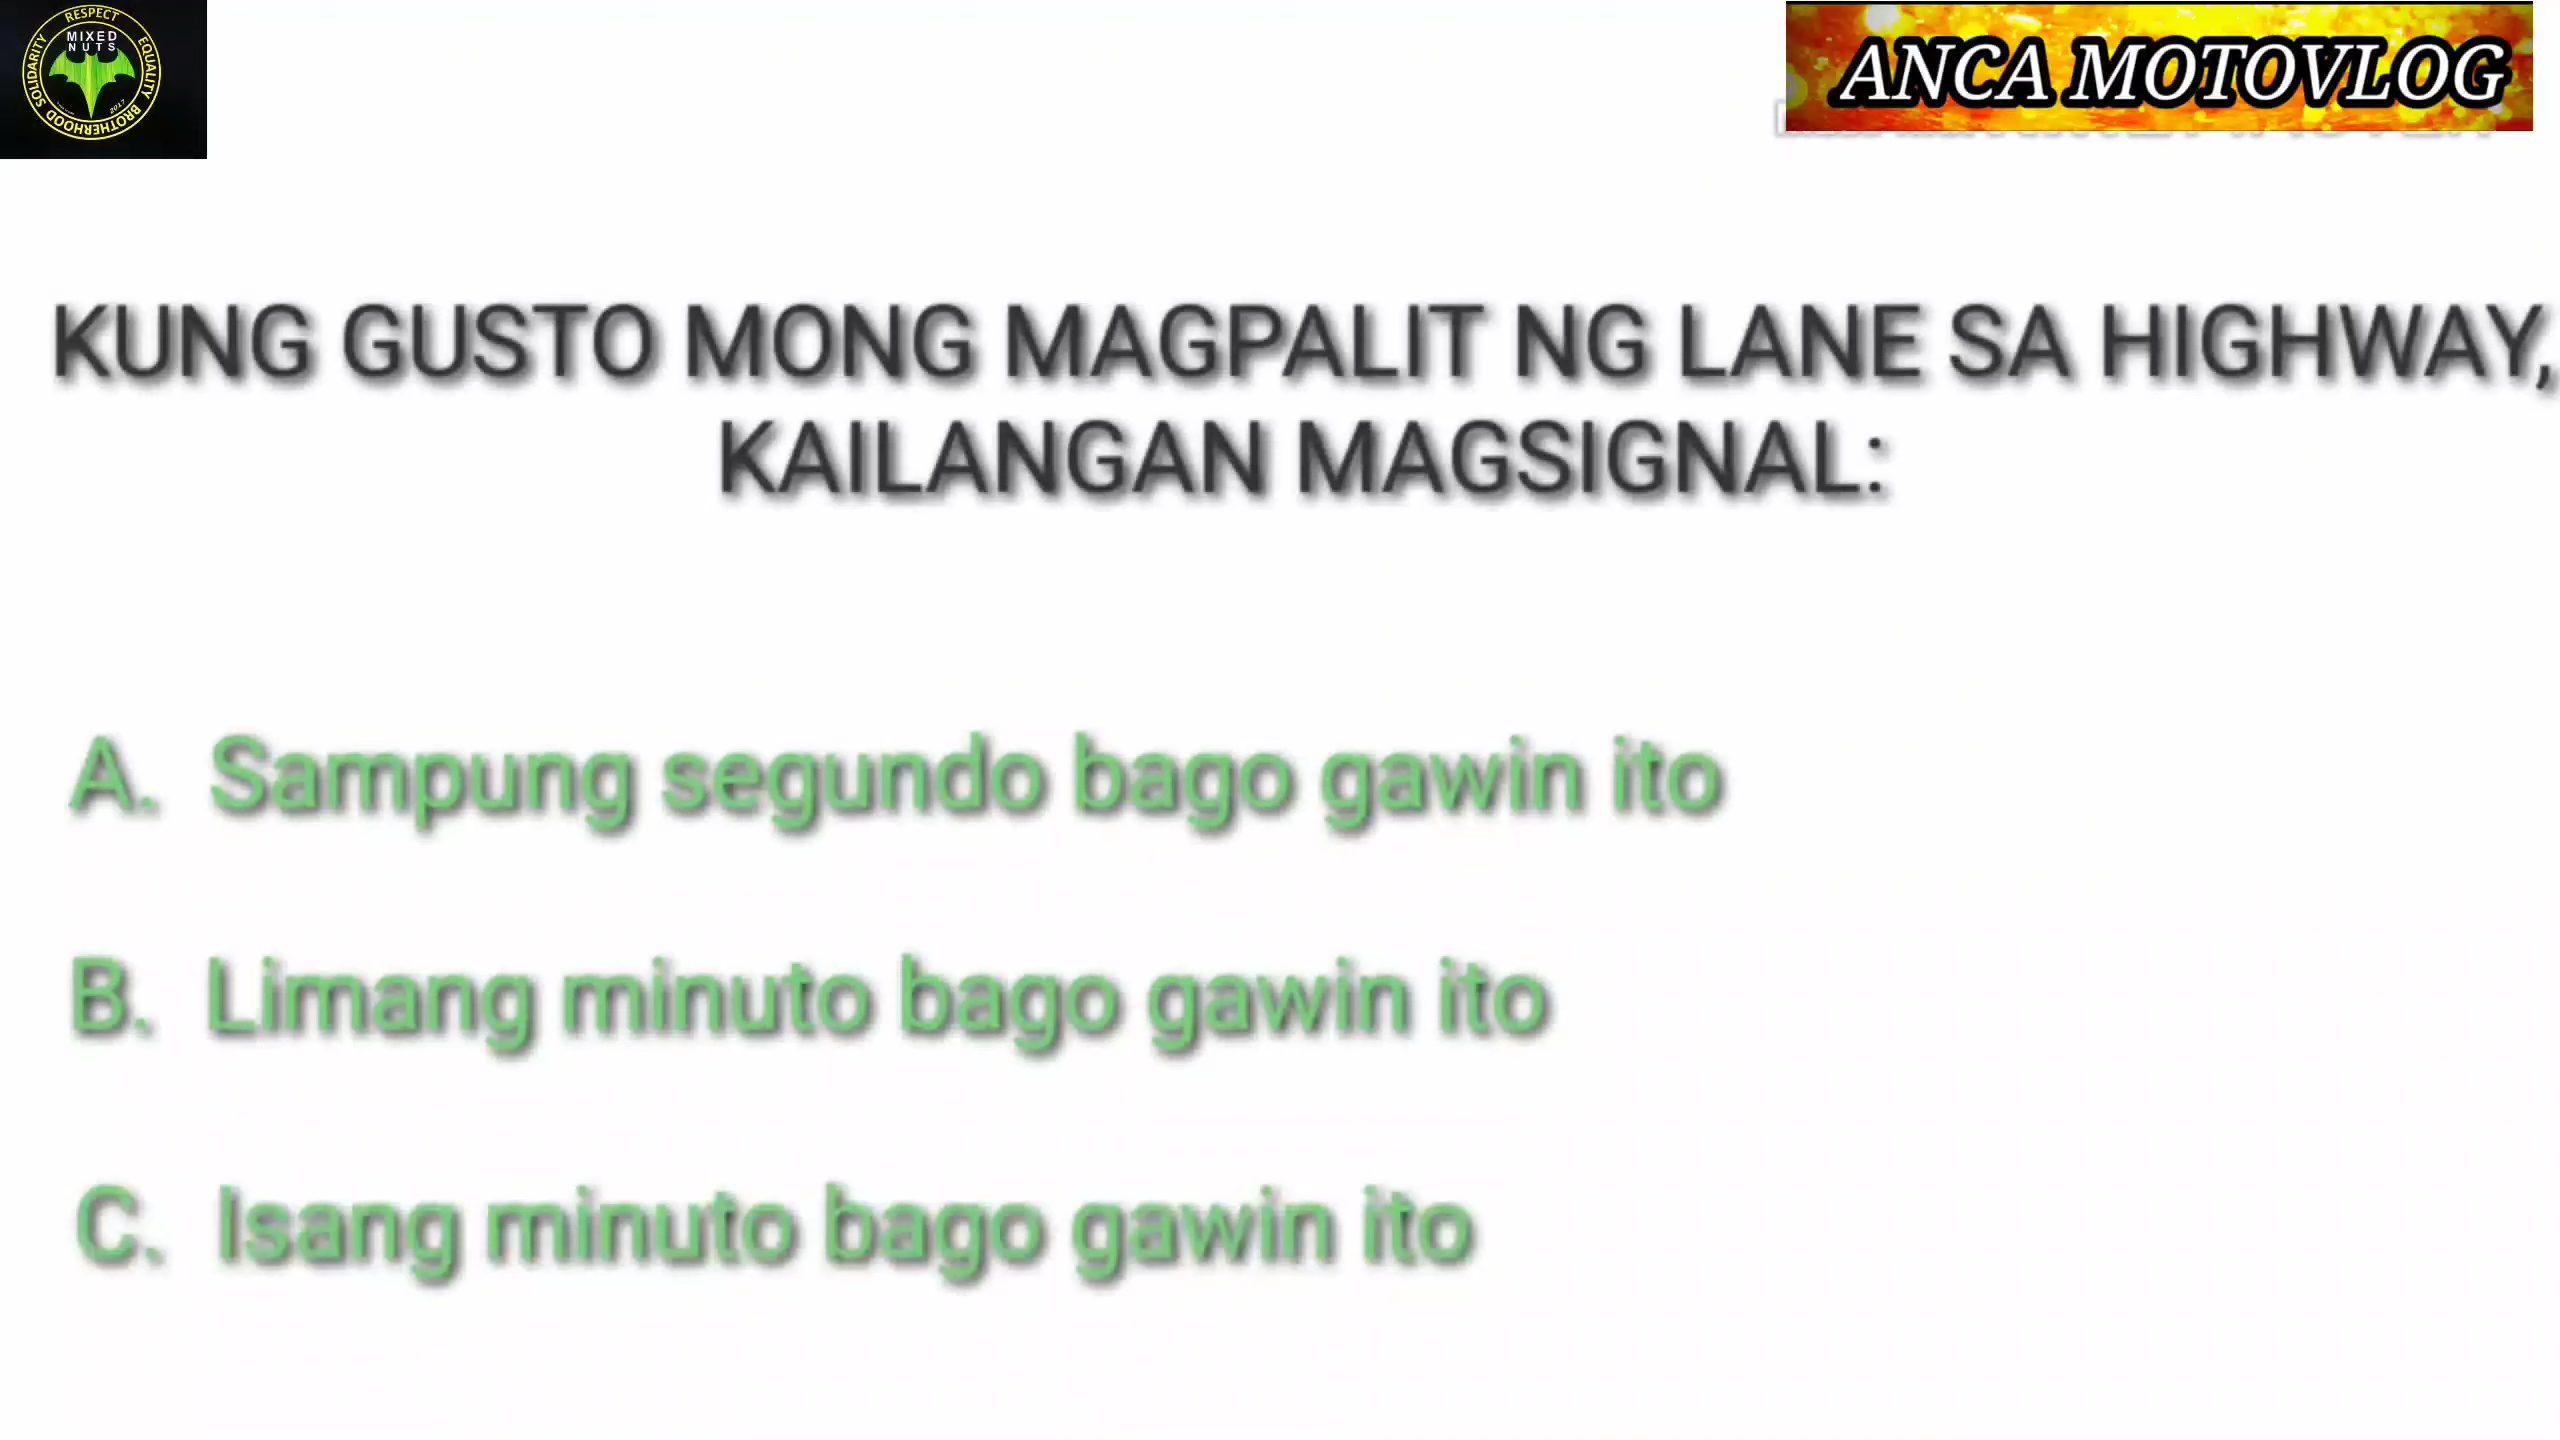 RESPECT
EQUALITY
BROTHERHOOD
SOLIDARITY
MIXED
NUTS
2017
ANCA MOTOVLOG
KUNG GUSTO MONG MAGPALIT NG LANE SA HIGHWAY,
KAILANGAN MAGSIGNAL:
A. Sampung segundo bago gawin ito
B. Limang minuto bago gawin ito
C. Isang minuto bago gawin ito